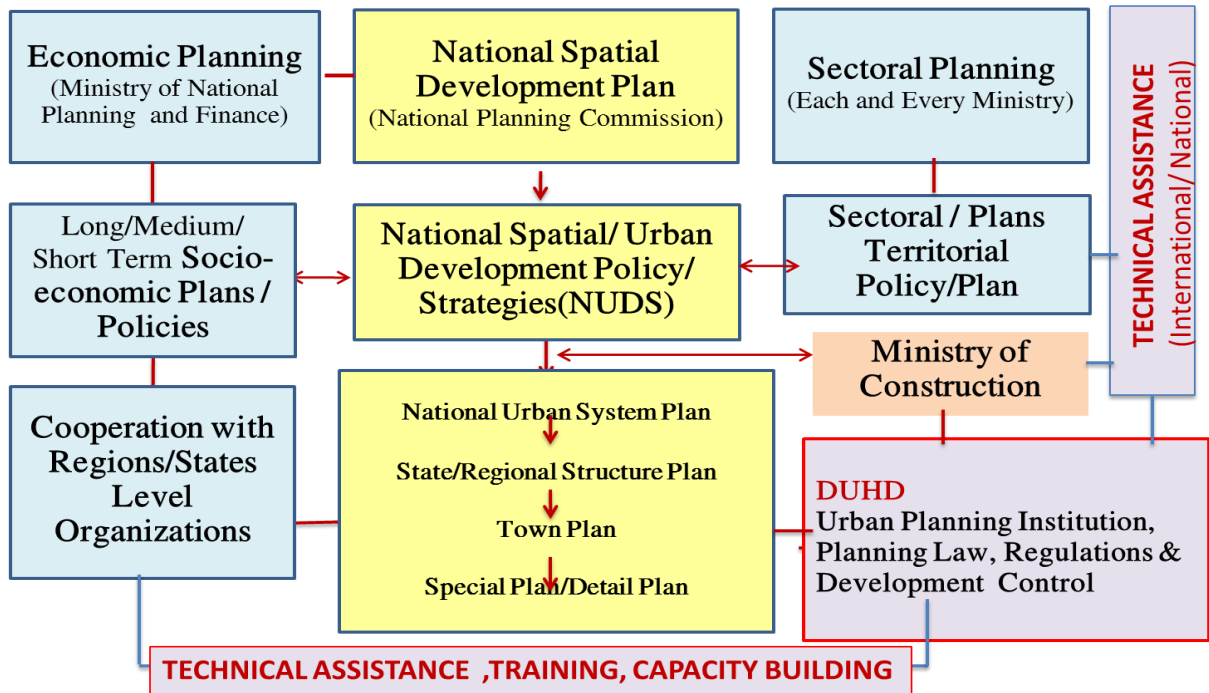 Economic Planning
(Ministry of National
Planning and Finance)
National Spatial
Development Plan
(National Planning Commission)
Sectoral Planning
(Each and Every Ministry)
TECHNICAL ASSISTANCE
(International/ National)
Long/Medium/
Short Term Socio-
economic Plans /
Policies
National Spatial/ Urban
Development Policy/
Strategies(NUDS)
Sectoral / Plans
Territorial
Policy/Plan
Ministry of
Construction
Cooperation with
Regions/States
Level
Organizations
National Urban System Plan
State/Regional Structure Plan
Town Plan
Special Plan/Detail Plan
DUHD
Urban Planning Institution,
Planning Law, Regulations &
Development Control
TECHNICAL ASSISTANCE ,TRAINING, CAPACITY BUILDING